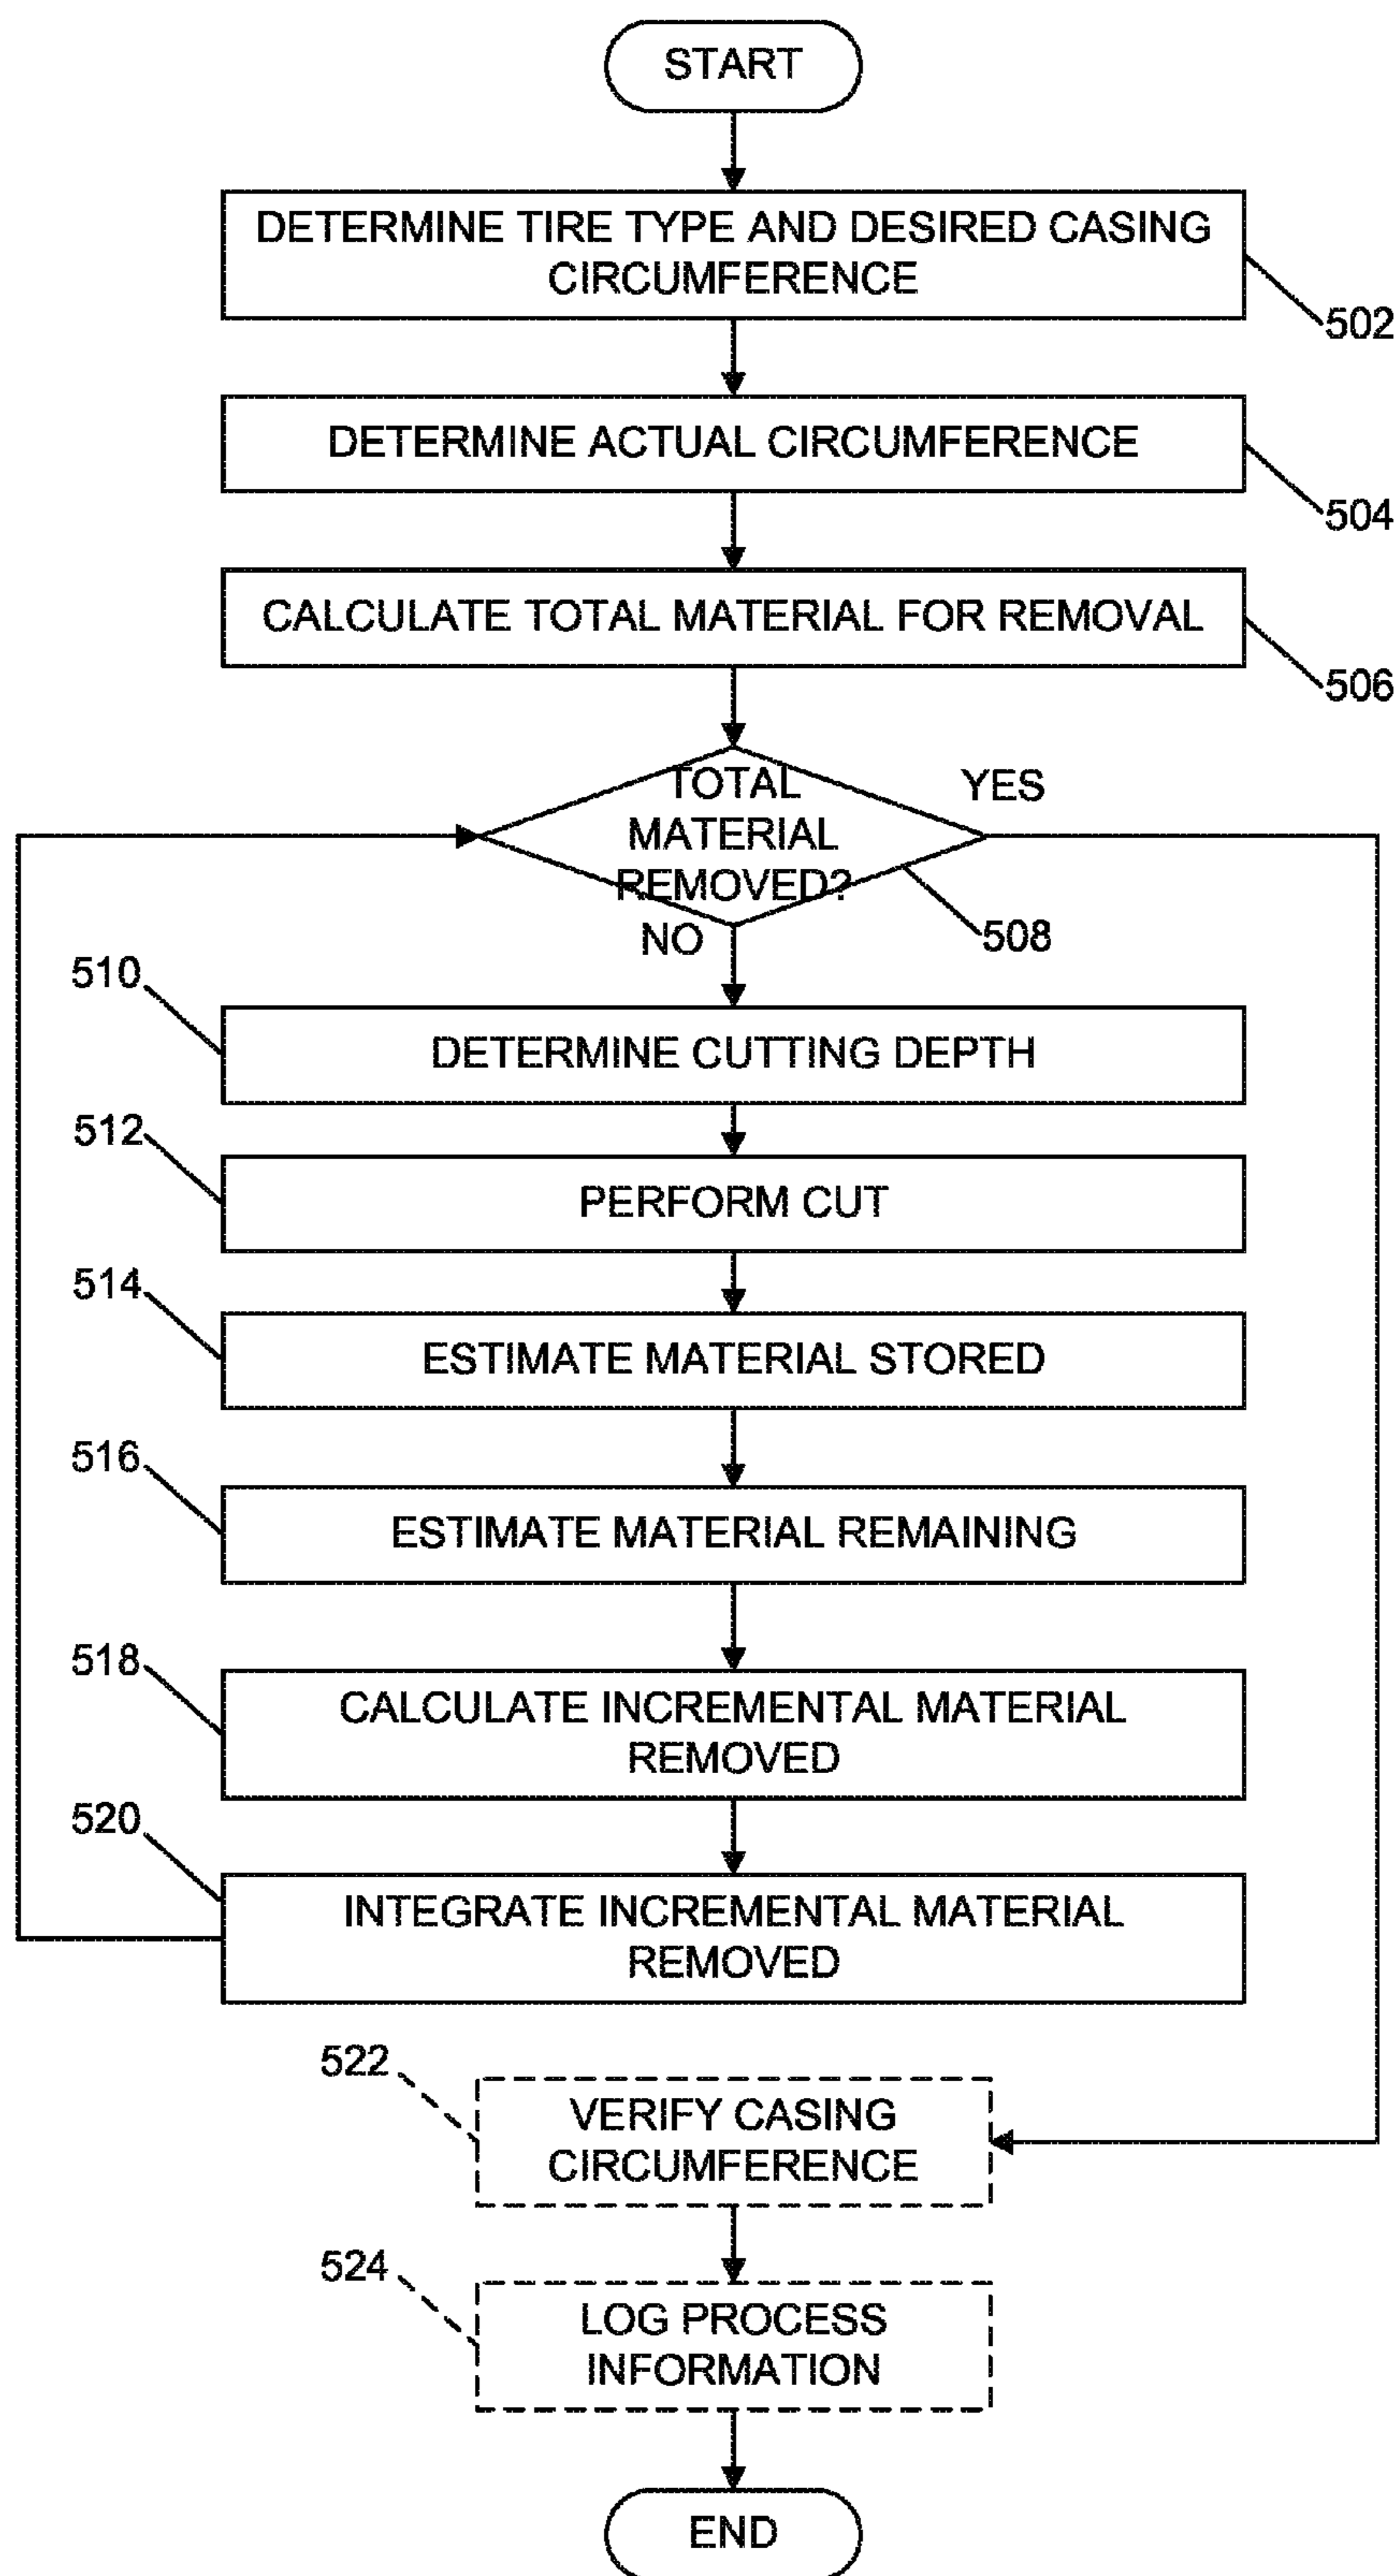 START
DETERMINE TIRE TYPE AND DESIRED CASING
CIRCUMFERENCE
502
DETERMINE ACTUAL CIRCUMFERENCE
504
CALCULATE TOTAL MATERIAL FOR REMOVAL
506
TOTAL
MATERIAL
REMOVED?
YES
508
NO
510
DETERMINE CUTTING DEPTH
512
PERFORM CUT
514
ESTIMATE MATERIAL STORED
516
ESTIMATE MATERIAL REMAINING
518
CALCULATE INCREMENTAL MATERIAL
REMOVED
520
INTEGRATE INCREMENTAL MATERIAL
REMOVED
522
VERIFY CASING
CIRCUMFERENCE
524
LOG PROCESS
INFORMATION
END